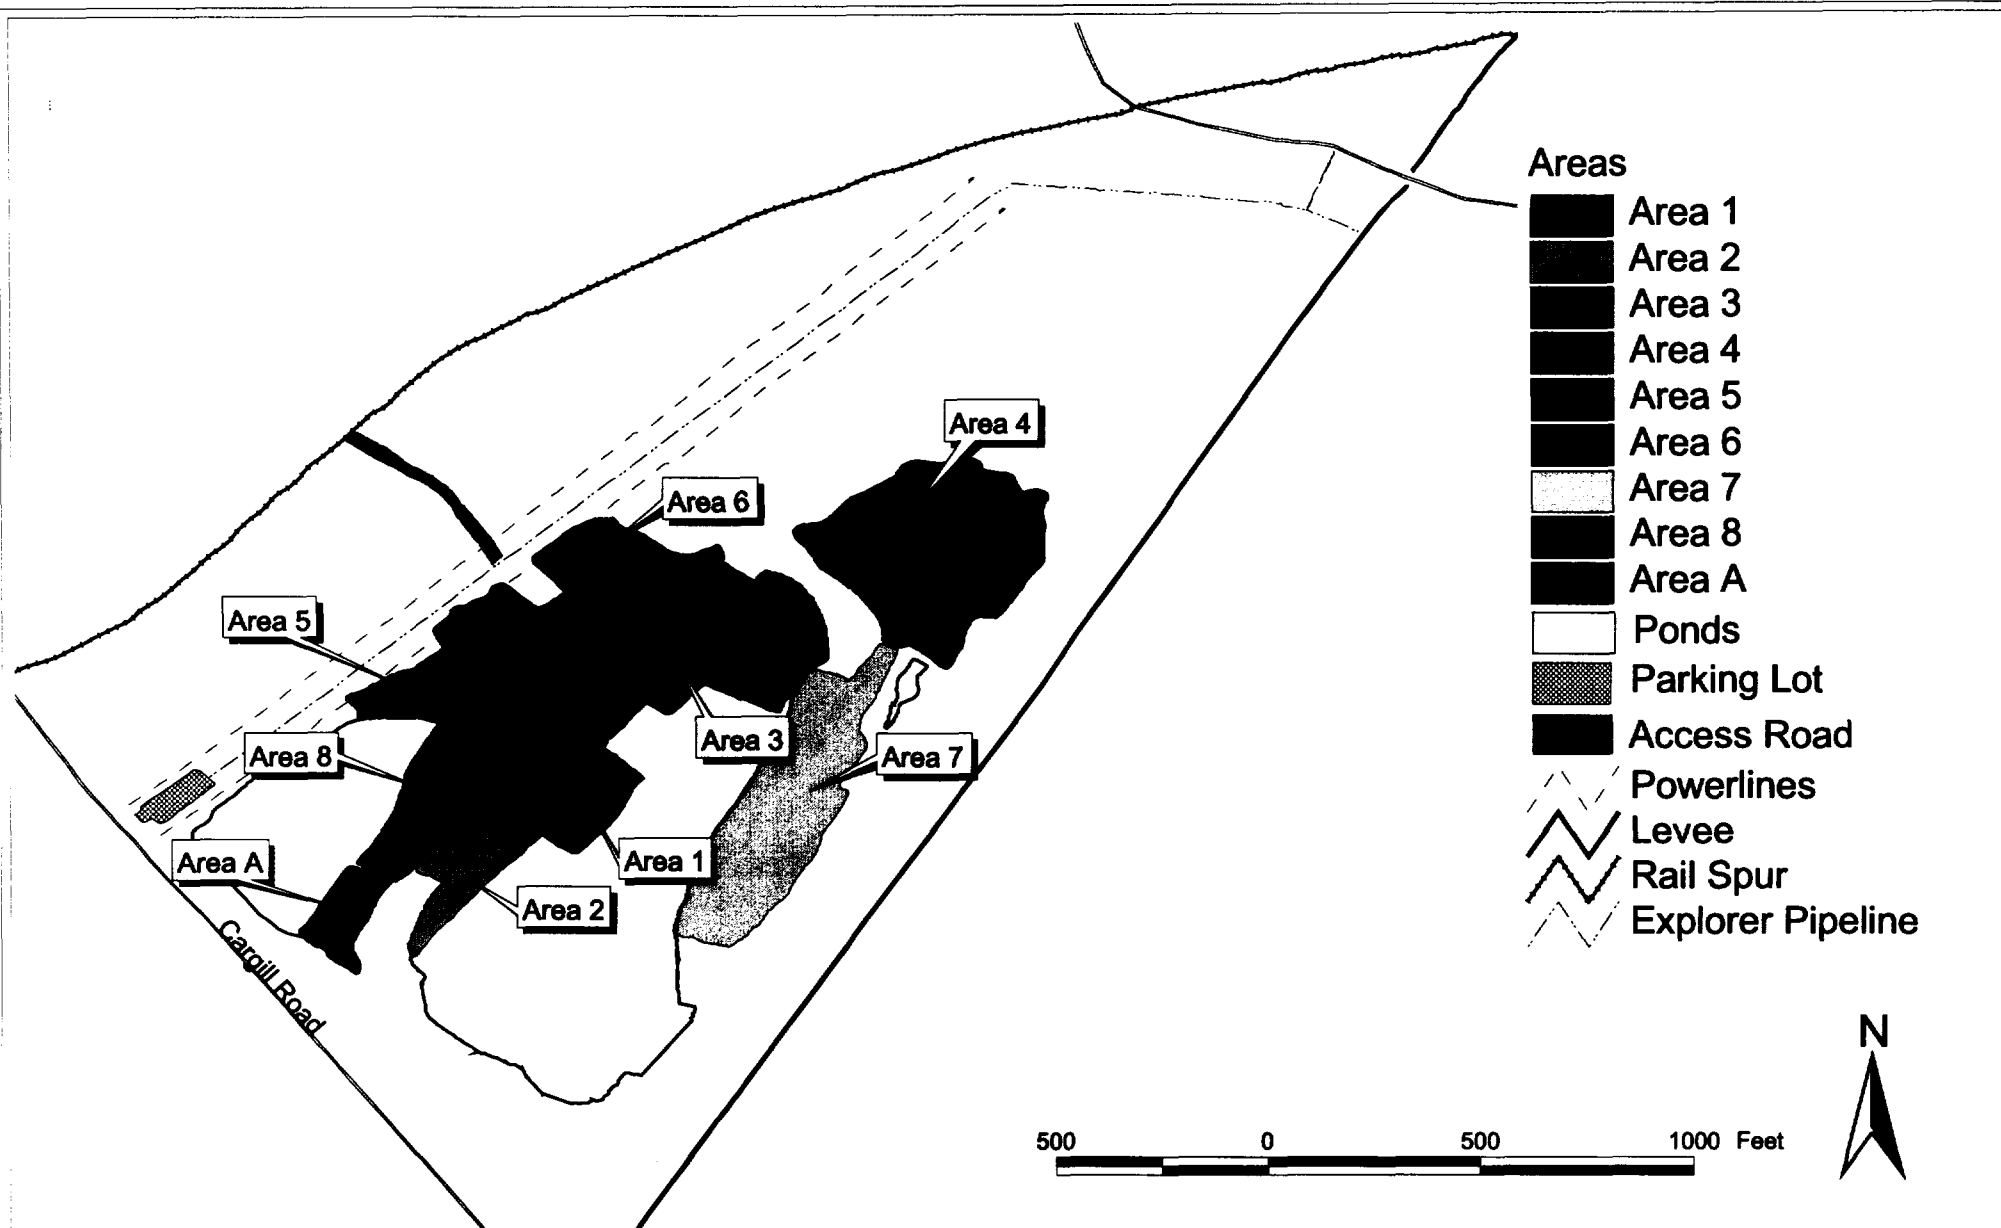 Areas
Area 1
Area 2
Area 3
Area 4
Area 5
Area 6
Area 7
Area 8
Area A
Ponds
Parking Lot
Access Road
Powerlines
Levee
Rail Spur
Explorer Pipeline
Area 4
Area 6
Area 5
Area 3
Area 8
Area 7
Area A
Area 1
Area 2
Cargill Road
N
500 0 500 1000 Feet